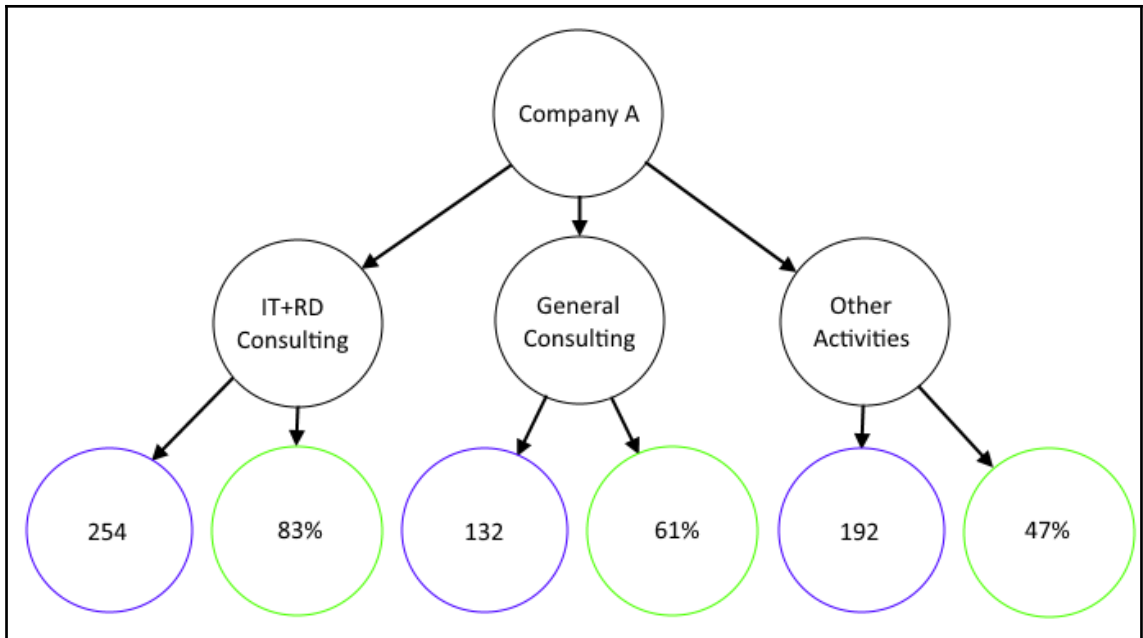 Company A
IT+RD
Consulting
General
Consulting
Other
Activities
254
83%
132
61%
192
47%